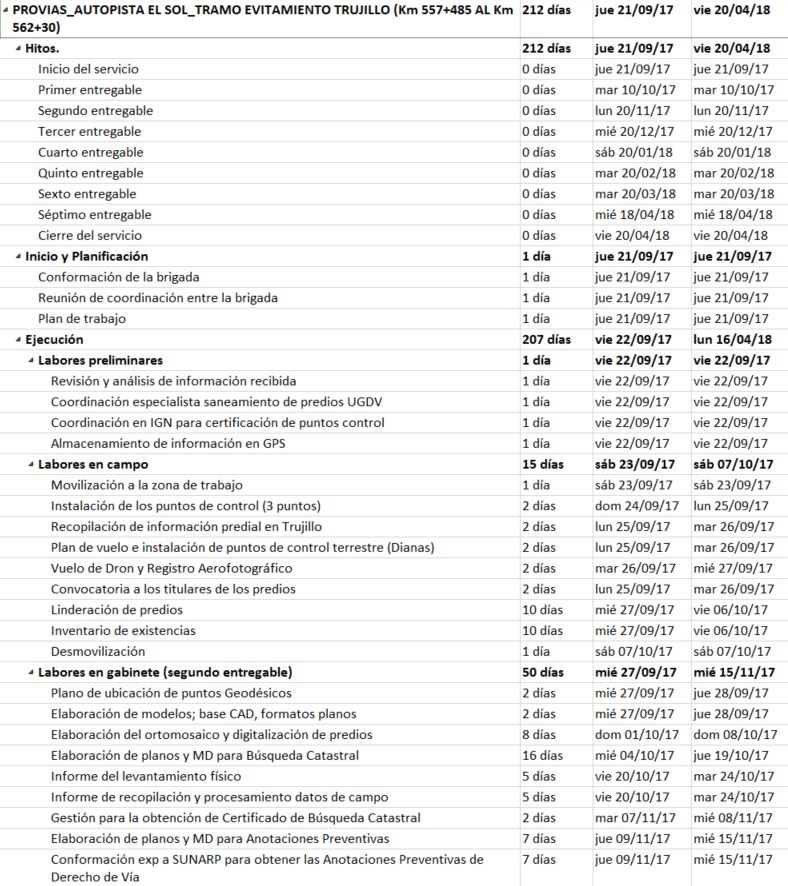 PROVIAS_AUTOPISTA EL SOL_TRAMO EVITAMIENTO TRUJILLO (Km 557+485 AL Km 212 días jue 21/09/17 vie 20/04/18
562+30)
Hitos. 212 días jue 21/09/17 vie 20/04/18
Inicio del servicio 0 días jue 21/09/17 jue 21/09/17
Primer entregable 0 días mar 10/10/17 mar 10/10/17
Segundo entregable 0 días lun 20/11/17 lun 20/11/17
Tercer entregable 0 días mié 20/12/17 mié 20/12/17
Cuarto entregable 0 días sáb 20/01/18 sáb 20/01/18
Quinto entregable 0 días mar 20/02/18 mar 20/02/18
Sexto entregable 0 días mar 20/03/18 mar 20/03/18
Séptimo entregable 0 días mié 18/04/18 mié 18/04/18
Cierre del servicio 0 días vie 20/04/18 vie 20/04/18
Inicio y Planificación 1 día jue 21/09/17 jue 21/09/17
Conformación de la brigada 1 día jue 21/09/17 jue 21/09/17
Reunión de coordinación entre la brigada 1 día jue 21/09/17 jue 21/09/17
Plan de trabajo 1 día jue 21/09/17 jue 21/09/17
Ejecución 207 días vie 22/09/17 lun 16/04/18
Labores preliminares 1 día vie 22/09/17 vie 22/09/17
Revisión y análisis de información recibida 1 día vie 22/09/17 vie 22/09/17
Coordinación especialista saneamiento de predios UGDV 1 día vie 22/09/17 vie 22/09/17
Coordinación en IGN para certificación de puntos control 1 día vie 22/09/17 vie 22/09/17
Almacenamiento de información en GPS 1 día vie 22/09/17 vie 22/09/17
Labores en campo 15 días sáb 23/09/17 sáb 07/10/17
Movilización a la zona de trabajo 1 día sáb 23/09/17 sáb 23/09/17
Instalación de los puntos de control (3 puntos) 2 días dom 24/09/17 lun 25/09/17
Recopilación de información predial en Trujillo 2 días lun 25/09/17 mar 26/09/17
Plan de vuelo e instalación de puntos de control terrestre (Dianas) 2 días lun 25/09/17 mar 26/09/17
Vuelo de Dron y Registro Aerofotográfico 2 días mar 26/09/17 mié 27/09/17
Convocatoria a los titulares de los predios 2 días lun 25/09/17 mar 26/09/17
Linderación de predios 10 días mié 27/09/17 vie 06/10/17
Inventario de existencias 10 días mié 27/09/17 vie 06/10/17
Desmovilización 1 día sáb 07/10/17 sáb 07/10/17
Labores en gabinete (segundo entregable) 50 días mié 27/09/17 mié 15/11/17
Plano de ubicación de puntos Geodésicos 2 días mié 27/09/17 jue 28/09/17
Elaboración de modelos; base CAD, formatos planos 2 días mié 27/09/17 jue 28/09/17
Elaboración del ortomosaico y digitalización de predios 8 días dom 01/10/17 dom 08/10/17
Elaboración de planos y MD para Búsqueda Catastral 16 días mié 04/10/17 jue 19/10/17
Informe del levantamiento físico 5 días vie 20/10/17 mar 24/10/17
Informe de recopilación y procesamiento datos de campo 5 días vie 20/10/17 mar 24/10/17
Gestión para la obtención de Certificado de Búsqueda Catastral 2 días mar 07/11/17 mié 08/11/17
Elaboración de planos y MD para Anotaciones Preventivas 7 días jue 09/11/17 mié 15/11/17
Conformación exp a SUNARP para obtener las Anotaciones Preventivas de 7 días jue 09/11/17 mié 15/11/17
Derecho de Vía